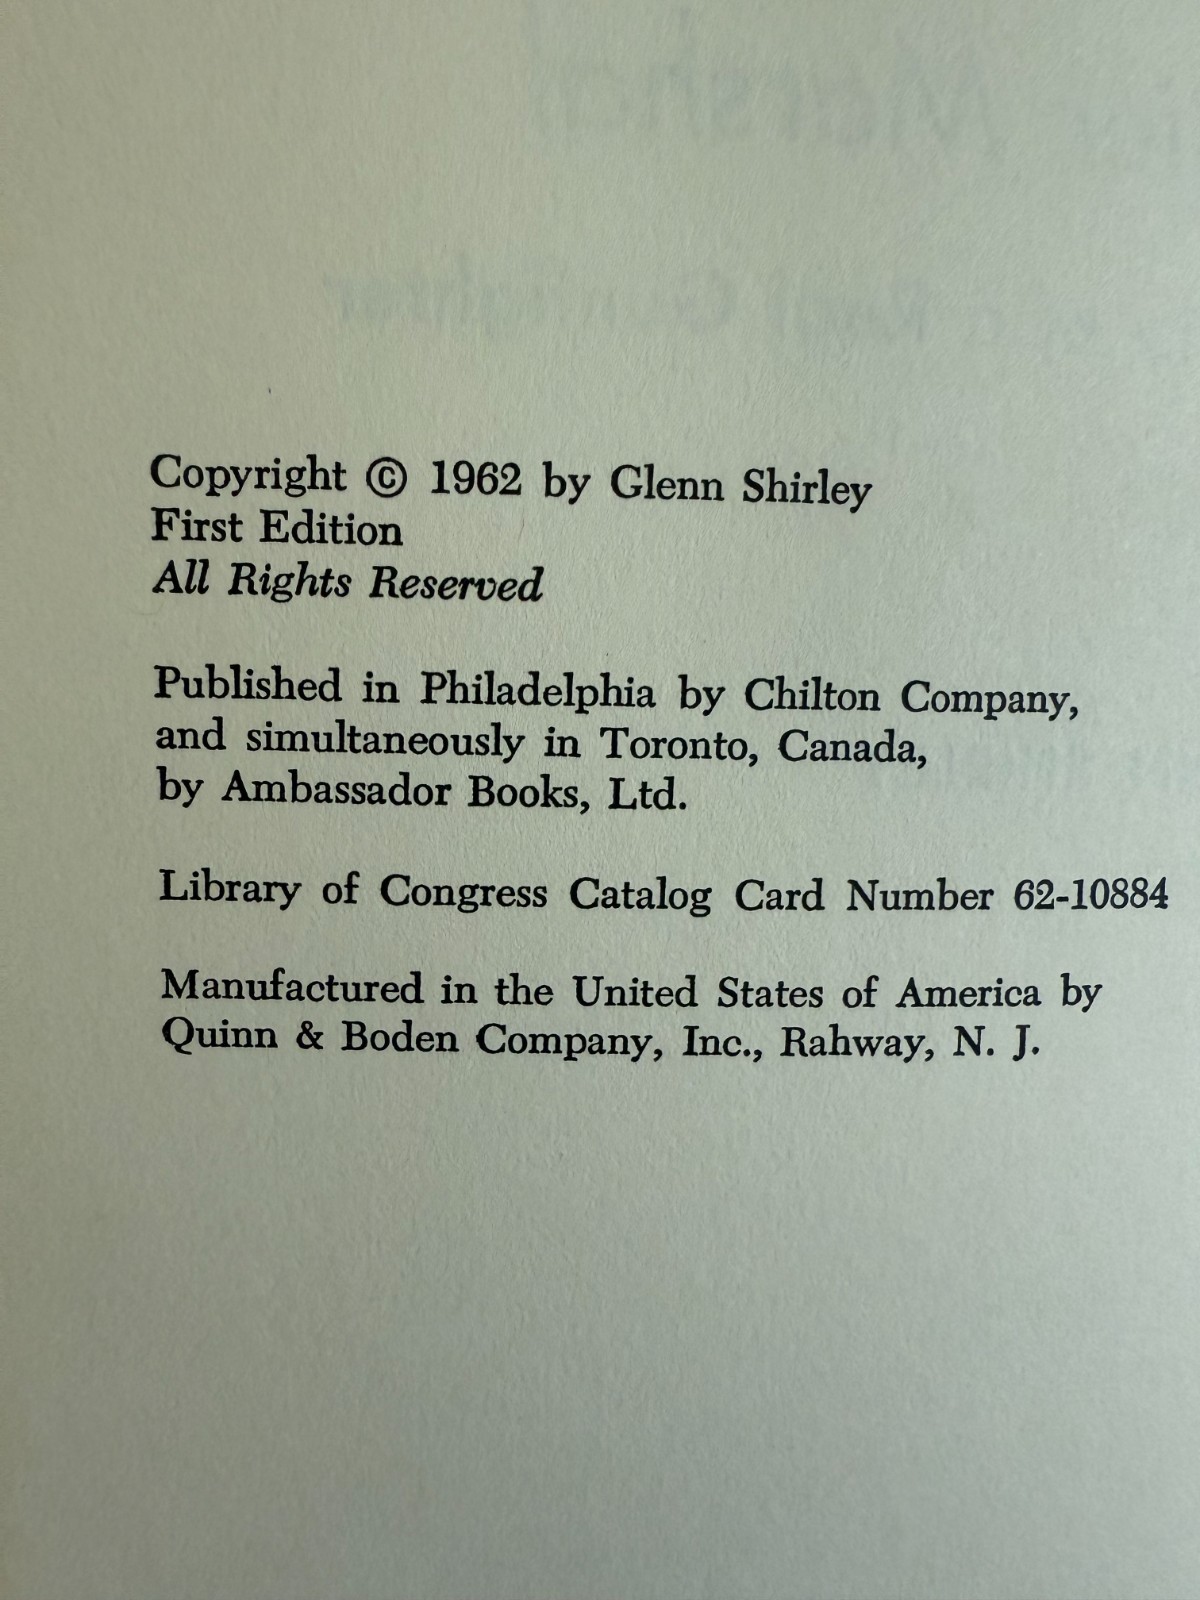 Copyright © 1962 by Glenn Shirley
First Edition
All Rights Reserved
Published in Philadelphia by Chilton Company,
and simultaneously in Toronto, Canada,
by Ambassador Books, Ltd.
Library of Congress Catalog Card Number 62-10884
Manufactured in the United States of America by
Quinn & Boden Company, Inc., Rahway, N. J.